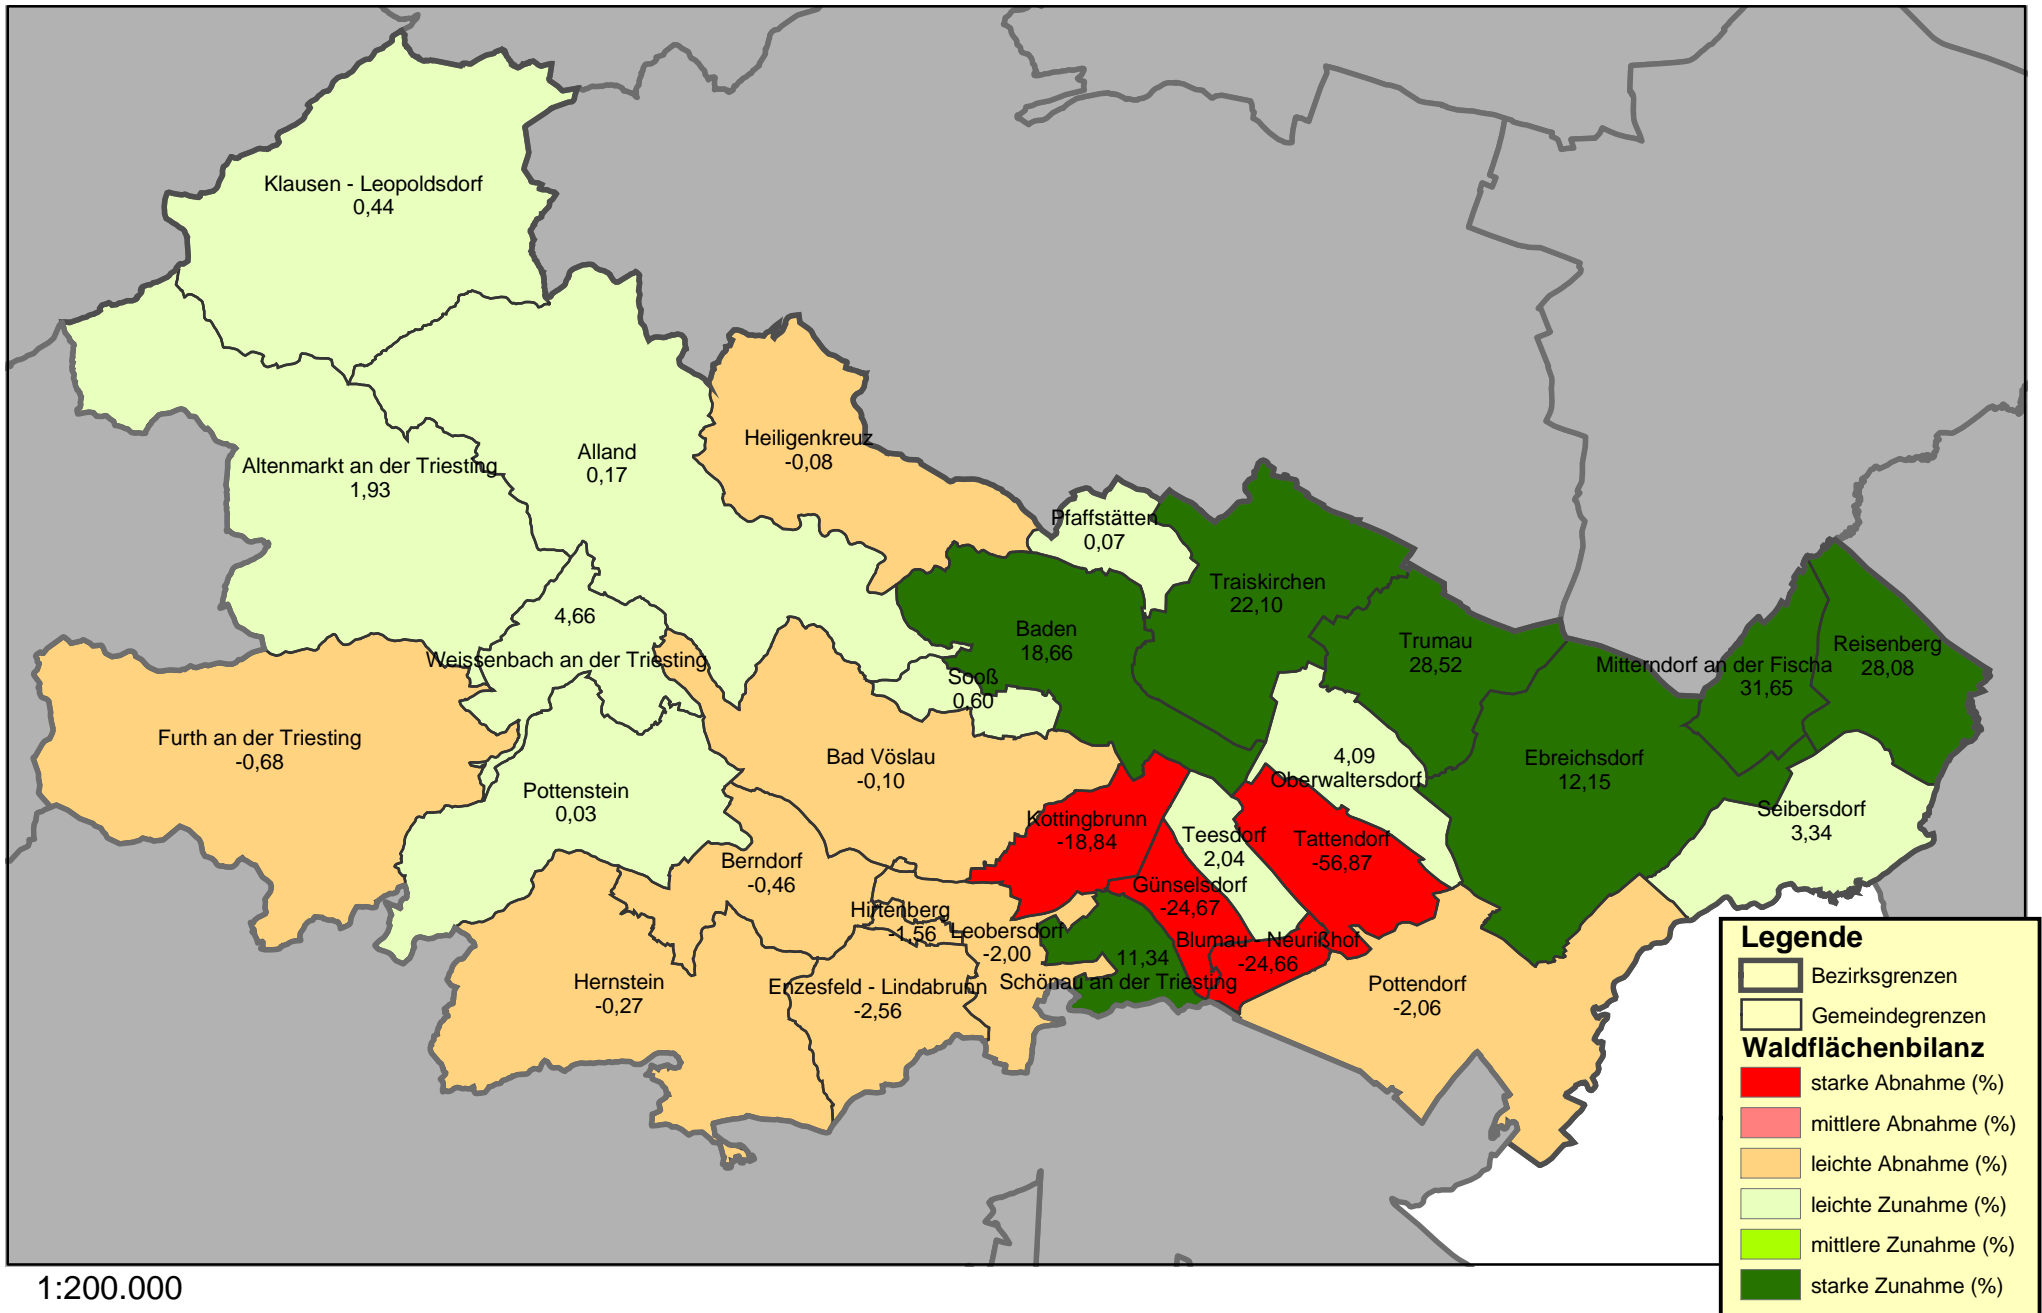 Klausen - Leopoldsdorf
0,44
Heiligenkreuz
-0,08
Alland
0,17
Altenmarkt an der Triesting
1,93
Pfaffstätten
0,07
Traiskirchen
22,10
4,66
Weissenbach an der Triesting
Baden
18,66
Trumau
28,52
Mitterndorf an der Fischa
31,65
Reisenberg
28,08
Sooß
0,60
Furth an der Triesting
-0,68
Bad Vöslau
-0,10
4,09
Oberwaltersdorf
Ebreichsdorf
12,15
Pottenstein
0,03
Seibersdorf
3,34
Kottingbrunn
-18,84
Teesdorf
2,04
Tattendorf
-56,87
Berndorf
-0,46
Günselsdorf
-24,67
Hirtenberg
-1,56
Leobersdorf
-2,00
Blumau - Neurißhof
-24,66
11,34
Schönau an der Triesting
Hernstein
-0,27
Enzesfeld - Lindabrunn
-2,56
Pottendorf
-2,06
Legende
Bezirksgrenzen
Gemeindegrenzen
Waldflächenbilanz
starke Abnahme (%)
mittlere Abnahme (%)
leichte Abnahme (%)
leichte Zunahme (%)
mittlere Zunahme (%)
starke Zunahme (%)
1:200.000